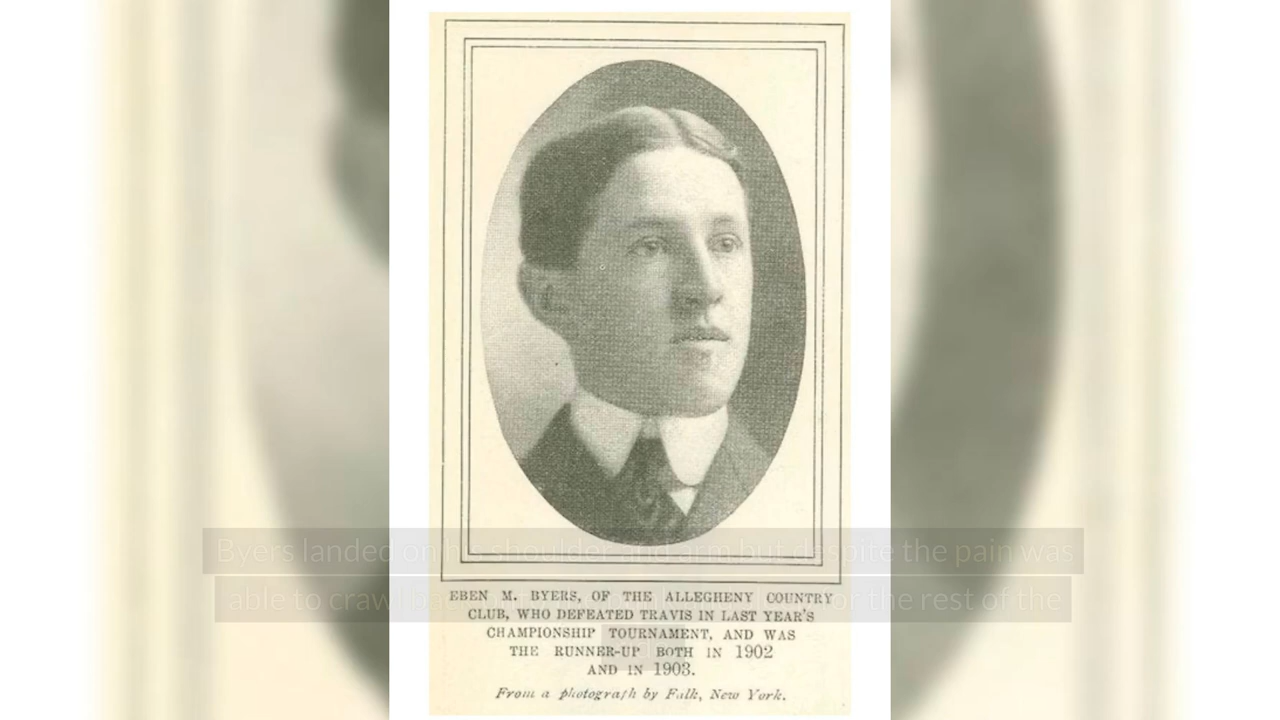 Byers landed on his shoulder and arm but despite the pain was
able to crawl
or the rest of the
EBEN M. BYERS, OF THE ALLEGHENY COUNTRY
CLUB, WHO DEFEATED TRAVIS IN LAST YEAR'S
CHAMPIONSHIP TOURNAMENT, AND WAS
THE RUNNER-UP BOTH IN 1902
AND IN 1903.
From a photograph by Falk, New York.